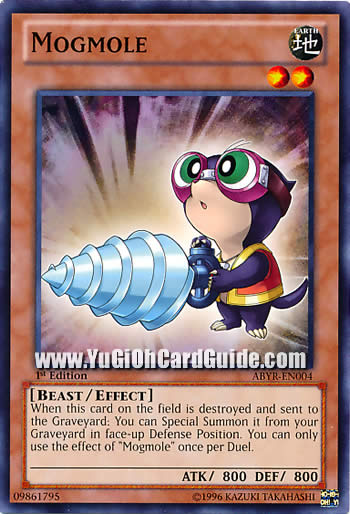 MOGMOLE
EARTH
地
www.YuGiOhCardGuide.com
1st Edition
ABYR-EN004
[BEAST / EFFECT]
When this card on the field is destroyed and sent to
the Graveyard: You can Special Summon it from your
Graveyard in face-up Defense Position. You can only
use the effect of "Mogmole" once per Duel.
ATK/ 800 DEF/ 800
09861795
©1996 KAZUKI TAKAHASHI